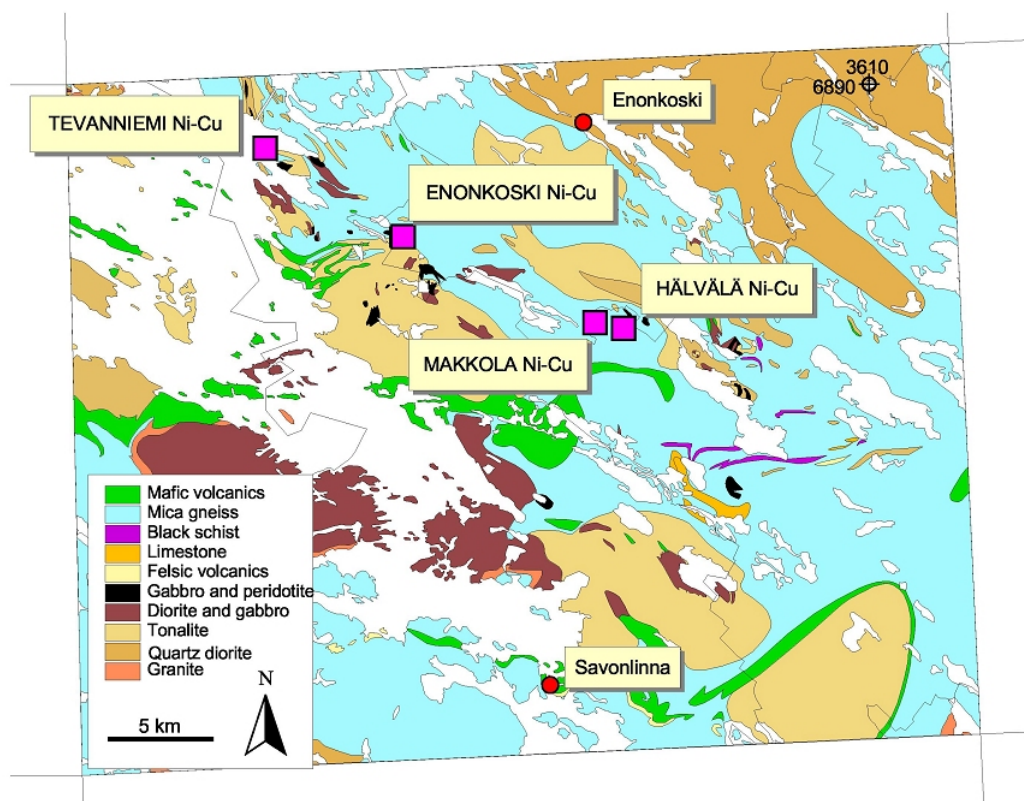 3610
6890
Enonkoski
TEVANNIEMI Ni-Cu
ENONKOSKI Ni-Cu
HÄLVÄLÄ Ni-Cu
MAKKOLA Ni-Cu
Mafic volcanics
Mica gneiss
Black schist
Limestone
Felsic volcanics
Gabbro and peridotite
Diorite and gabbro
Tonalite
Quartz diorite
Granite
Savonlinna
N
5 km